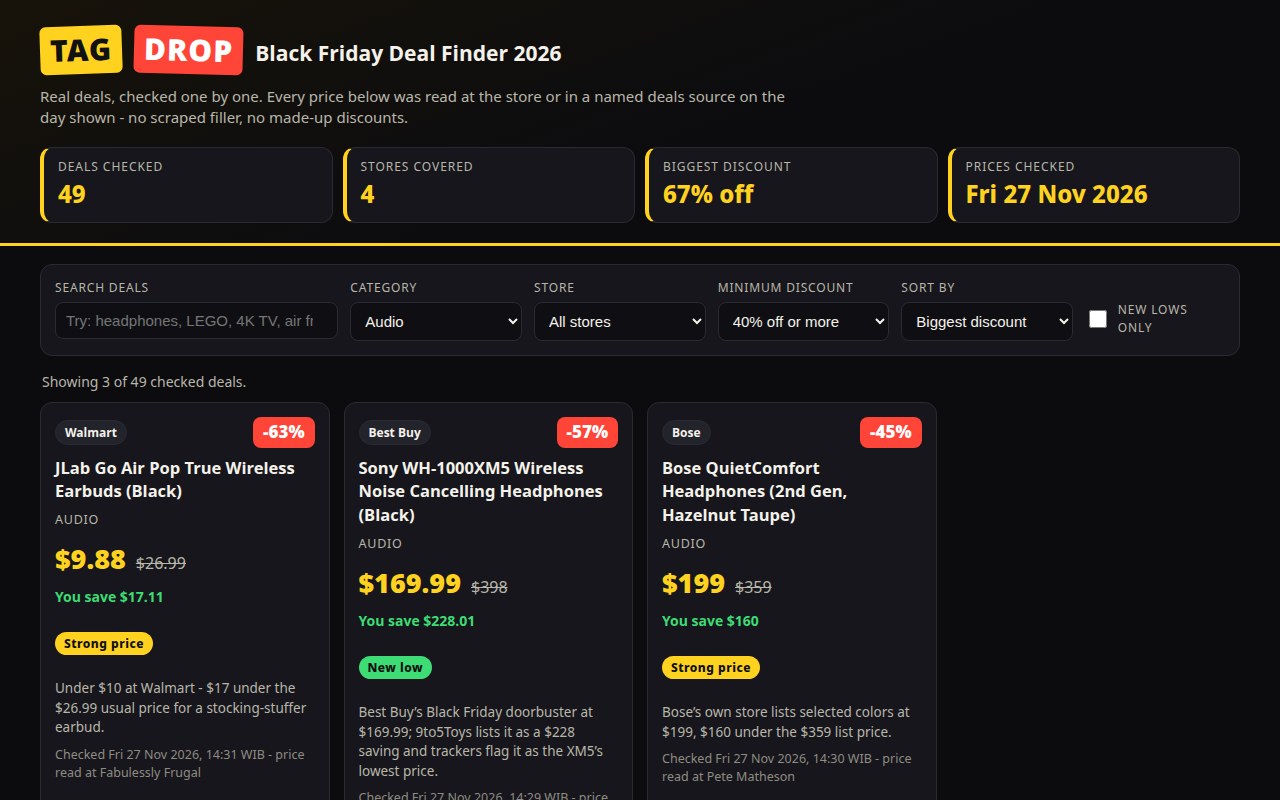 TAG DROP Black Friday Deal Finder 2026
Real deals, checked one by one. Every price below was read at the store or in a named deals source on the
day shown - no scraped filler, no made-up discounts.
DEALS CHECKED
49
STORES COVERED
4
BIGGEST DISCOUNT
67% off
PRICES CHECKED
Fri 27 Nov 2026
SEARCH DEALS
Try: headphones, LEGO, 4K TV, air fr
CATEGORY
Audio
STORE
All stores
MINIMUM DISCOUNT
40% off or more
SORT BY
Biggest discount
NEW LOWS
ONLY
Showing 3 of 49 checked deals.
Walmart
-63%
JLab Go Air Pop True Wireless
Earbuds (Black)
AUDIO
$9.88 $26.99
You save $17.11
Strong price
Under $10 at Walmart - $17 under the
$26.99 usual price for a stocking-stuffer
earbud.
Checked Fri 27 Nov 2026, 14:31 WIB - price
read at Fabulessly Frugal
Best Buy
-57%
Sony WH-1000XM5 Wireless
Noise Cancelling Headphones
(Black)
AUDIO
$169.99 $398
You save $228.01
New low
Best Buy’s Black Friday doorbuster at
$169.99; 9to5Toys lists it as a $228
saving and trackers flag it as the XM5’s
lowest price.
Checked Fri 27 Nov 2026, 14:29 WIB - price
Bose
-45%
Bose QuietComfort
Headphones (2nd Gen,
Hazelnut Taupe)
AUDIO
$199 $359
You save $160
Strong price
Bose’s own store lists selected colors at
$199, $160 under the $359 list price.
Checked Fri 27 Nov 2026, 14:30 WIB - price
read at Pete Matheson